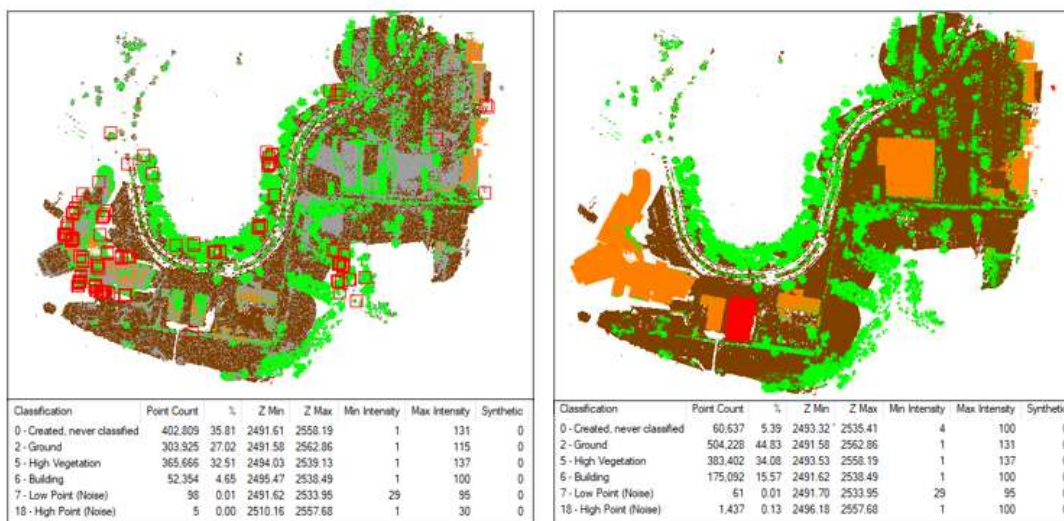 Classification Point Count % Z Min Z Max Min Intensity Max Intensity Synthetic
0 - Created, never classified 402,809 35.81 2491.61 2558.19 1 131 0
2 - Ground 303,925 27.02 2491.58 2562.86 1 115 0
5 - High Vegetation 365,666 32.51 2494.03 2539.13 1 137 0
6 - Building 52,354 4.65 2495.47 2538.49 1 100 0
7 - Low Point (Noise) 98 0.01 2491.62 2533.95 29 95 0
18 - High Point (Noise) 5 0.00 2510.16 2557.68 1 30 0
Classification Point Count % Z Min Z Max Min Intensity Max Intensity Synthetic
0 - Created, never classified 60,637 5.39 2493.32 2535.41 4 100 0
2 - Ground 504,228 44.83 2491.58 2562.86 1 131 0
5 - High Vegetation 383,402 34.08 2493.53 2558.19 1 137 0
6 - Building 175,092 15.57 2491.62 2538.49 1 100 0
7 - Low Point (Noise) 61 0.01 2491.70 2533.95 29 95 0
18 - High Point (Noise) 1,437 0.13 2496.18 2557.68 1 100 0